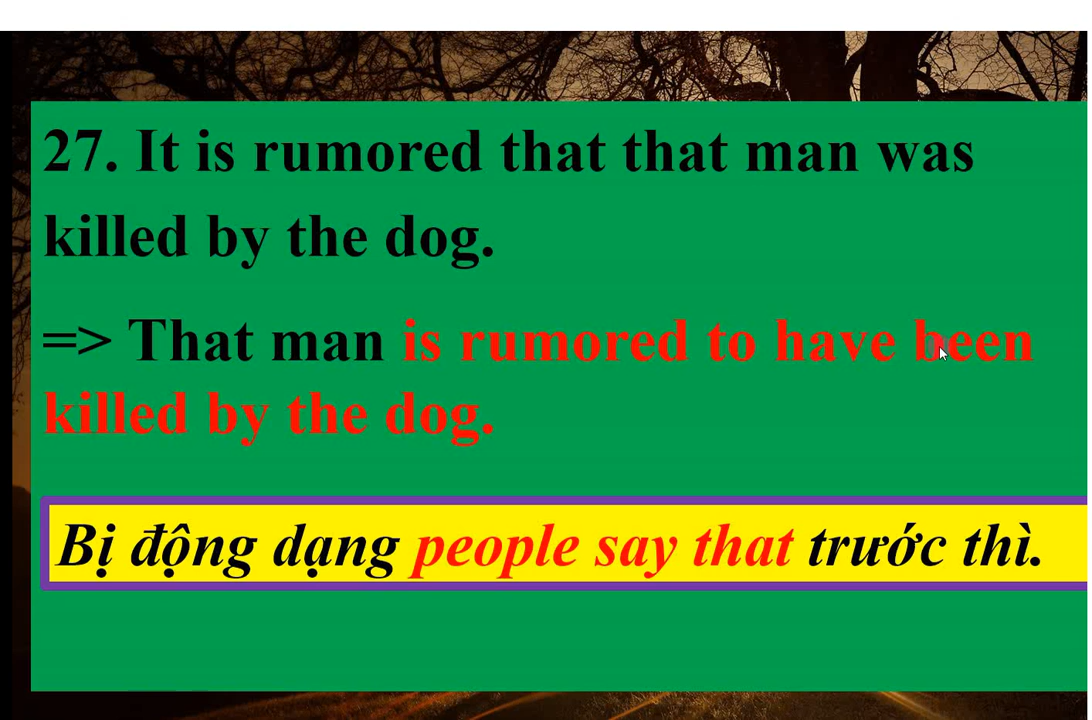 27. It is rumored that that man was
killed by the dog.
=> That man is rumored to have been
killed by the dog.
Bị động dạng people say that trước thì.